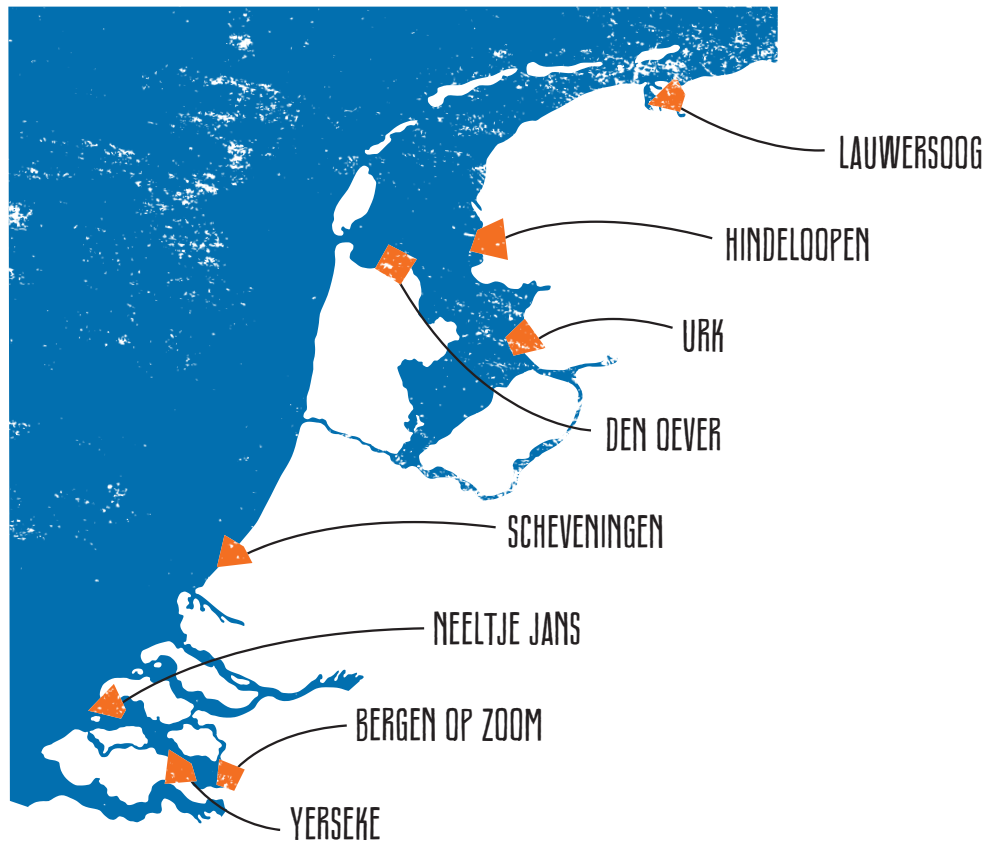 LAUWERSOOG
HINDELOOPEN
URK
DEN OEVER
SCHEVENINGEN
NEELTJE JANS
BERGEN OP ZOOM
YERSEKE